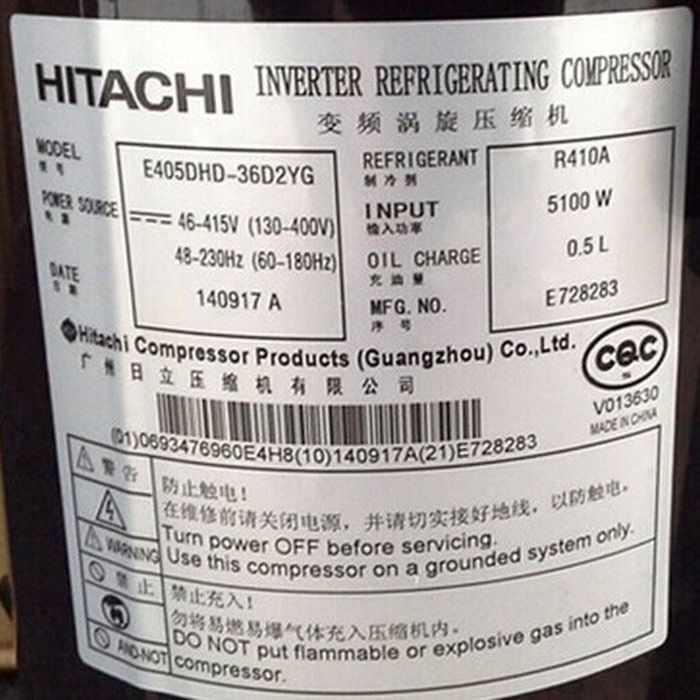 HITACHI INVERTER REFRIGERATING COMPRESSOR
变频涡旋压缩机
MODEL E405DHD-36D2YG
型号
POWER SOURCE 46-415V (130-400V)
电源 48-230Hz (60-180Hz)
DATE 140917 A
日期
REFRIGERANT R410A
制冷剂
INPUT 5100 W
输入功率
OIL CHARGE 0.5 L
充油量
MFG. NO. E728283
序号
Hitachi Compressor Products (Guangzhou) Co.,Ltd.
广州日立压缩机有限公司
CQC
V013630
MADE IN CHINA
(01)0693476960E4H8(10)140917A(21)E728283
警告
WARNING
防止触电!
在维修前请关闭电源，并请切实接好地线，以防触电。
Turn power OFF before servicing.
Use this compressor on a grounded system only.
禁止
AND-NOT
禁止充入!
勿将易燃易爆气体充入压缩机内。
DO NOT put flammable or explosive gas into the
compressor.